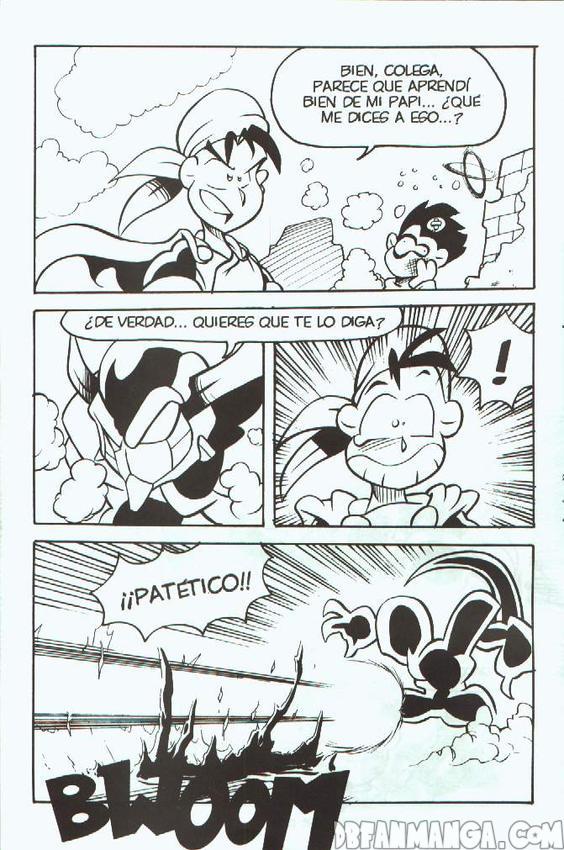 BIEN, COLEGA,
PARECE QUE APRENDÍ
BIEN DE MI PAPI... ¿QUÉ
ME DICES A ESO...?
¿DE VERDAD... QUIERES QUE TE LO DIGA?
!
¡¡PATÉTICO!!
BWOOM
DBFANMANGA.COM